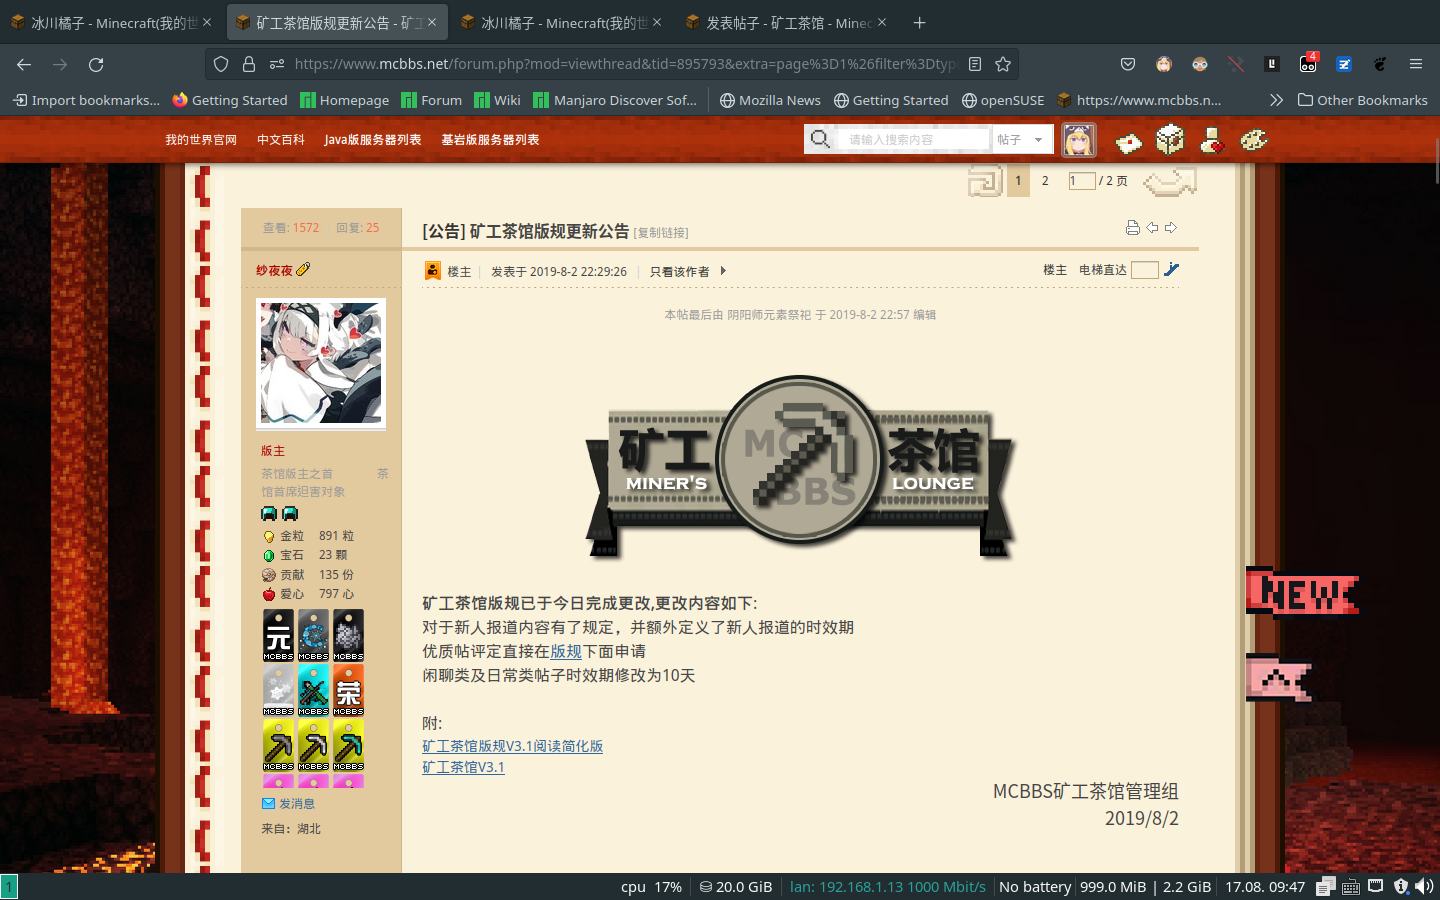 冰川橘子 - Minecraft(我的世
矿工茶馆版规更新公告 - 矿工
冰川橘子 - Minecraft(我的世
发表帖子 - 矿工茶馆 - Minec
https://www.mcbbs.net/forum.php?mod=viewthread&tid=895793&extra=page%3D1%26filter%3Dtype
4
Import bookmarks... Getting Started Homepage Forum Wiki Manjaro Discover Sof... Mozilla News Getting Started openSUSE https://www.mcbbs.n... Other Bookmarks
我的世界官网 中文百科 Java版服务器列表 基岩版服务器列表 请输入搜索内容 帖子
1 2 1 / 2 页
查看: 1572 回复: 25
[公告] 矿工茶馆版规更新公告 [复制链接]
纱夜夜
楼主 发表于 2019-8-2 22:29:26 只看该作者
楼主 电梯直达
本帖最后由 阴阳师元素祭祀 于 2019-8-2 22:57 编辑
矿工 MINER'S
MCBBS
茶馆 LOUNGE
版主
茶馆版主之首 茶
馆首席迫害对象
金粒 891 粒
宝石 23 颗
贡献 135 份
爱心 797 心
元 MCBBS MCBBS MCBBS
MCBBS MCBBS 荣 MCBBS
MCBBS MCBBS MCBBS
发消息
来自: 湖北
矿工茶馆版规已于今日完成更改,更改内容如下:
对于新人报道内容有了规定，并额外定义了新人报道的时效期
优质帖评定直接在版规下面申请
闲聊类及日常类帖子时效期修改为10天
附:
矿工茶馆版规V3.1阅读简化版
矿工茶馆V3.1
MCBBS矿工茶馆管理组
2019/8/2
NEW
1
cpu 17% 20.0 GiB lan: 192.168.1.13 1000 Mbit/s No battery 999.0 MiB | 2.2 GiB 17.08. 09:47